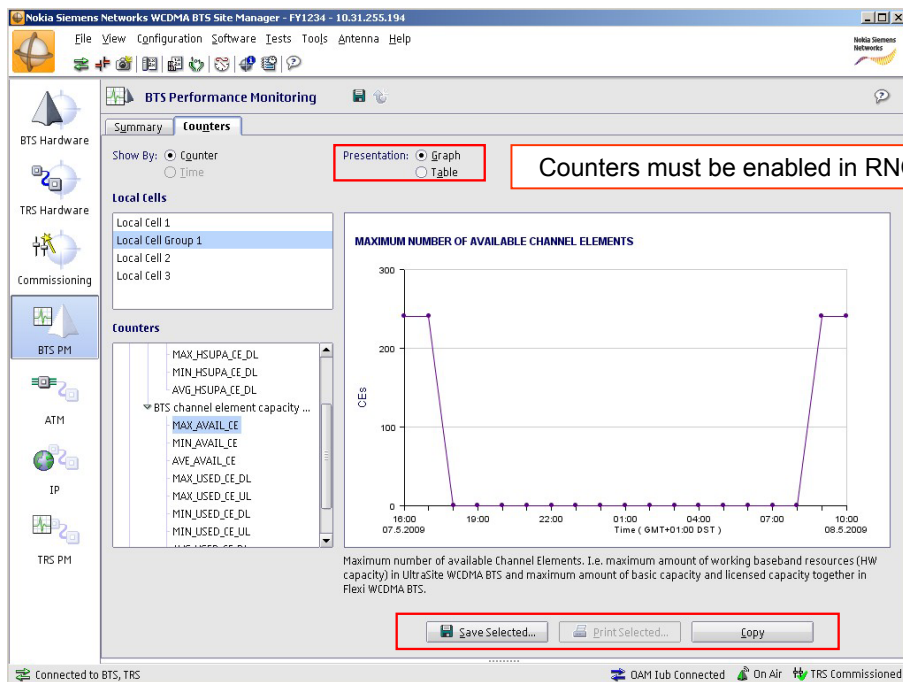 Nokia Siemens Networks WCDMA BTS Site Manager - FY1234 - 10.31.255.194
File View Configuration Software Tests Tools Antenna Help
Nokia Siemens
Networks
BTS Performance Monitoring
Summary Counters
Show By: Counter
Time
Presentation: Graph
Table
Counters must be enabled in RNC
BTS Hardware
TRS Hardware
Commissioning
BTS PM
ATM
IP
TRS PM
Local Cells
Local Cell 1
Local Cell Group 1
Local Cell 2
Local Cell 3
Counters
MAX_HSUPA_CE_DL
MIN_HSUPA_CE_DL
AVG_HSUPA_CE_DL
BTS channel element capacity ...
MAX_AVAIL_CE
MIN_AVAIL_CE
AVE_AVAIL_CE
MAX_USED_CE_DL
MAX_USED_CE_UL
MIN_USED_CE_DL
MIN_USED_CE_UL
MAXIMUM NUMBER OF AVAILABLE CHANNEL ELEMENTS
300
200
100
0
CEs
16:00 19:00 22:00 01:00 04:00 07:00 10:00
07.5.2009 Time ( GMT+01:00 DST ) 08.5.2009
Maximum number of available Channel Elements. I.e. maximum amount of working baseband resources (HW
capacity) in UltraSite WCDMA BTS and maximum amount of basic capacity and licensed capacity together in
Flexi WCDMA BTS.
Save Selected... Print Selected... Copy
Connected to BTS, TRS OAM Iub Connected On Air TRS Commissioned